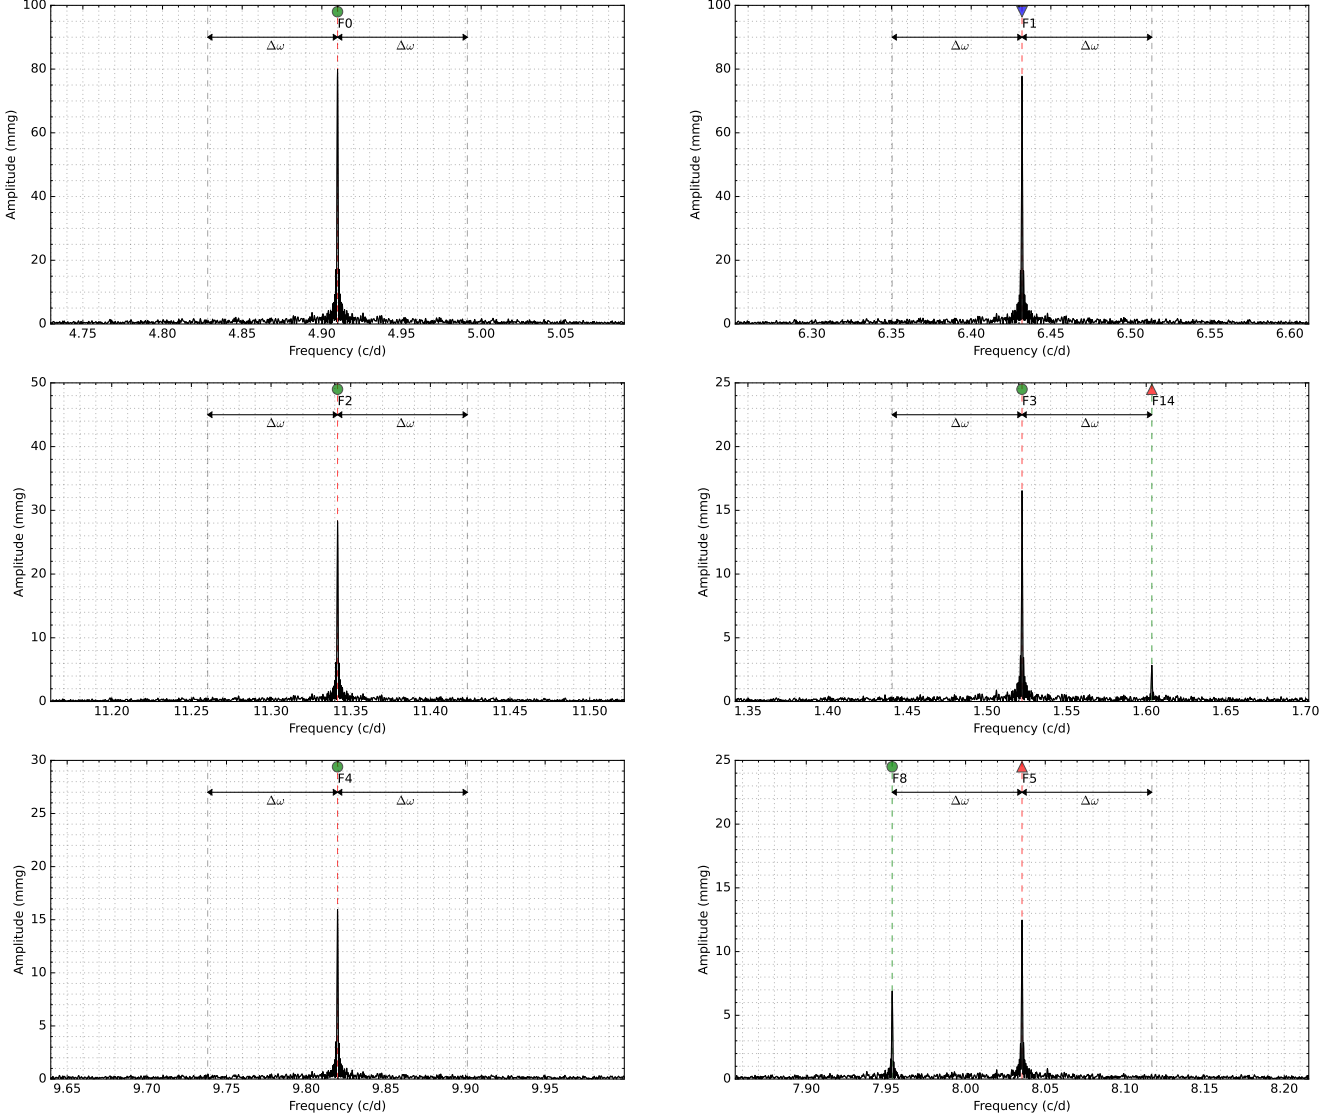 100
80
60
40
20
0
Amplitude (mmg)
F0
Δω Δω
4.75 4.80 4.85 4.90 4.95 5.00 5.05
Frequency (c/d)
100
80
60
40
20
0
Amplitude (mmg)
F1
Δω Δω
6.30 6.35 6.40 6.45 6.50 6.55 6.60
Frequency (c/d)
50
40
30
20
10
0
Amplitude (mmg)
F2
Δω Δω
11.20 11.25 11.30 11.35 11.40 11.45 11.50
Frequency (c/d)
25
20
15
10
5
0
Amplitude (mmg)
F3 F14
Δω Δω
1.35 1.40 1.45 1.50 1.55 1.60 1.65 1.70
Frequency (c/d)
30
25
20
15
10
5
0
Amplitude (mmg)
F4
Δω Δω
9.65 9.70 9.75 9.80 9.85 9.90 9.95
Frequency (c/d)
25
20
15
10
5
0
Amplitude (mmg)
F8 F5
Δω Δω
7.90 7.95 8.00 8.05 8.10 8.15 8.20
Frequency (c/d)